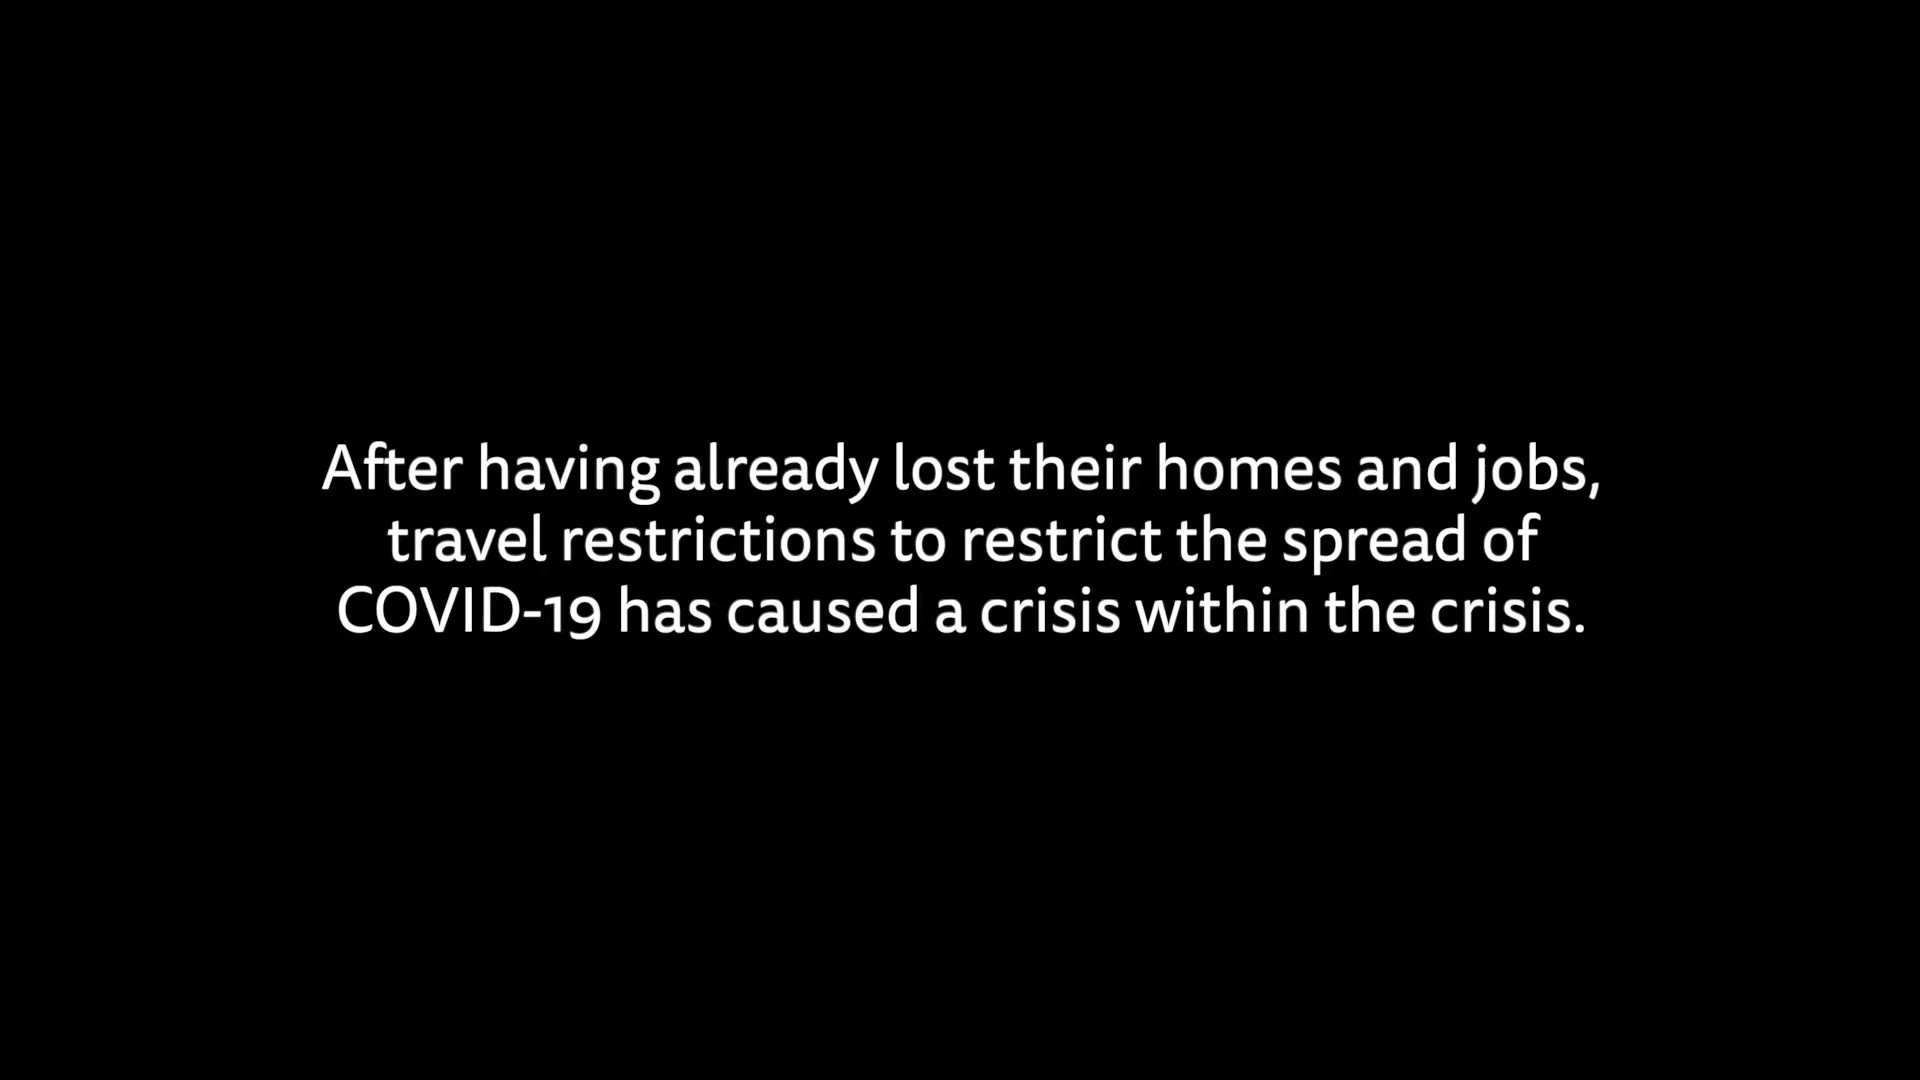 After having already lost their homes and jobs,
travel restrictions to restrict the spread of
COVID-19 has caused a crisis within the crisis.